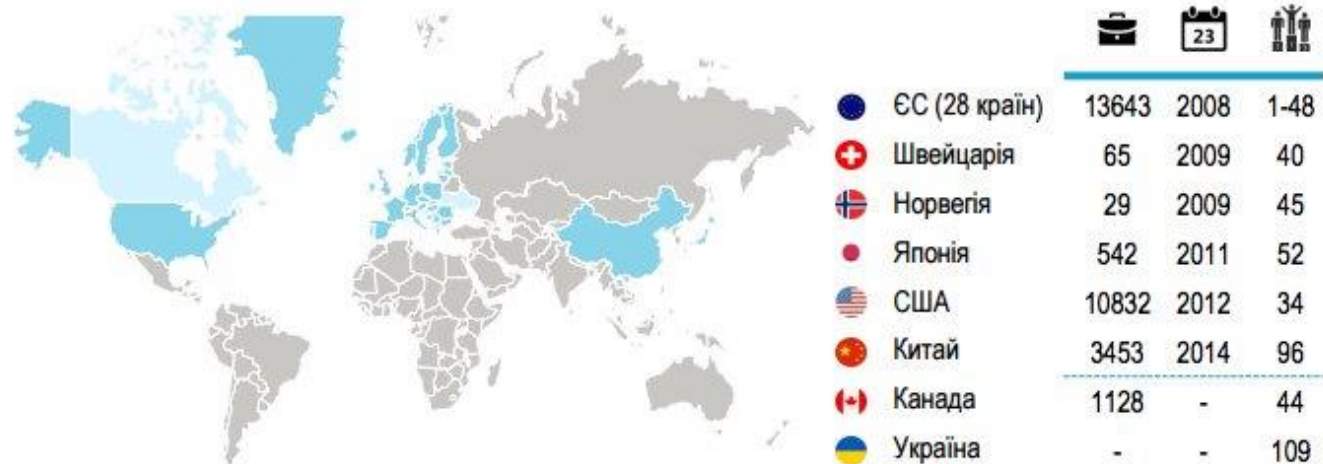 23
ЄС (28 країн) 13643 2008 1-48
Швейцарія 65 2009 40
Норвегія 29 2009 45
Японія 542 2011 52
США 10832 2012 34
Китай 3453 2014 96
Канада 1128 - 44
Україна - - 109